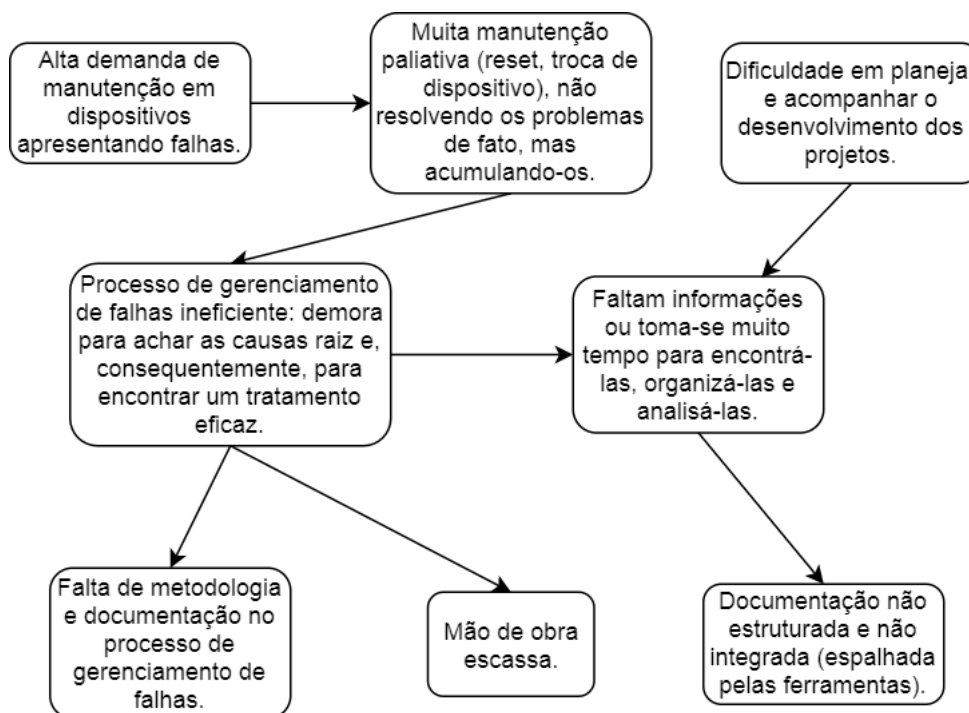 Alta demanda de
manutenção em
dispositivos
apresentando falhas.
Muita manutenção
paliativa (reset, troca de
dispositivo), não
resolvendo os problemas
de fato, mas
acumulando-os.
Dificuldade em planeja
e acompanhar o
desenvolvimento dos
projetos.
Processo de gerenciamento
de falhas ineficiente: demora
para achar as causas raiz e,
consequentemente, para
encontrar um tratamento
eficaz.
Faltam informações
ou toma-se muito
tempo para encontrá-
las, organizá-las e
analisá-las.
Falta de metodologia
e documentação no
processo de
gerenciamento de
falhas.
Mão de obra
escassa.
Documentação não
estruturada e não
integrada (espalhada
pelas ferramentas).